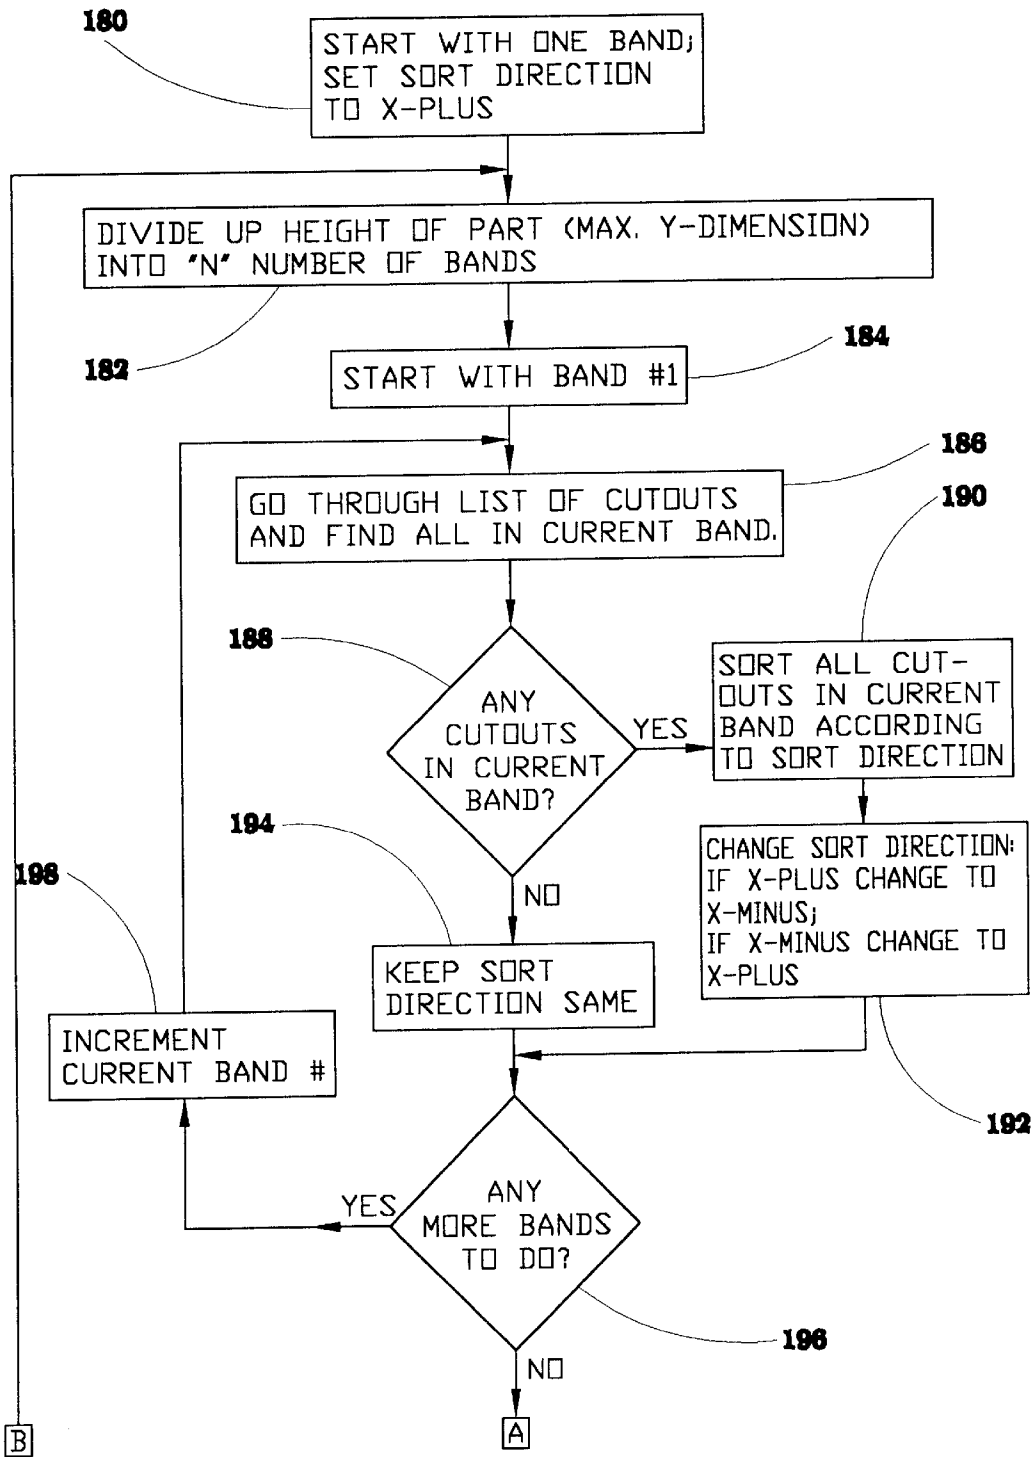 180
START WITH ONE BAND;
SET SORT DIRECTION
TO X-PLUS
DIVIDE UP HEIGHT OF PART (MAX. Y-DIMENSION)
INTO "N" NUMBER OF BANDS
182
184
START WITH BAND #1
186
GO THROUGH LIST OF CUTOUTS
AND FIND ALL IN CURRENT BAND.
190
188
ANY
CUTOUTS
IN CURRENT
BAND?
YES
SORT ALL CUT-
OUTS IN CURRENT
BAND ACCORDING
TO SORT DIRECTION
194
NO
CHANGE SORT DIRECTION:
IF X-PLUS CHANGE TO
X-MINUS;
IF X-MINUS CHANGE TO
X-PLUS
198
KEEP SORT
DIRECTION SAME
INCREMENT
CURRENT BAND #
192
YES
ANY
MORE BANDS
TO DO?
196
NO
B
A